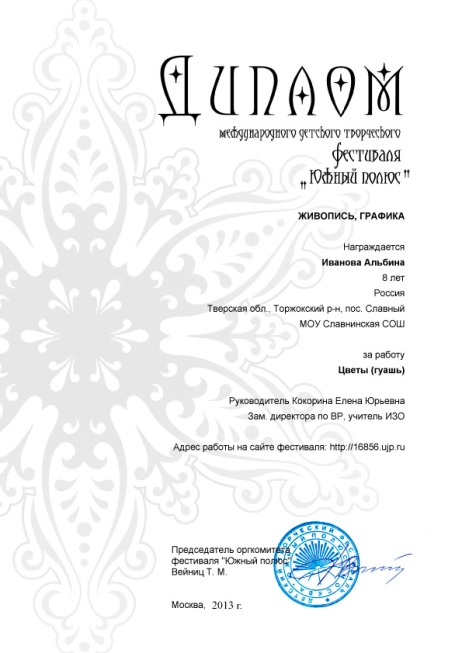 Диплом
международного детского творческого
фестиваля
„Южный полюс"
ЖИВОПИСЬ, ГРАФИКА
Награждается
Иванова Альбина
8 лет
Россия
Тверская обл., Торжокский р-н, пос. Славный
МОУ Славнинская СОШ
за работу
Цветы (гуашь)
Руководитель Кокорина Елена Юрьевна
Зам. директора по ВР, учитель ИЗО
Адрес работы на сайте фестиваля: http://16856.ujp.ru
Председатель оргкомитета
фестиваля "Южный полюс"
Вейниц Т. М.
Москва, 2013 г.